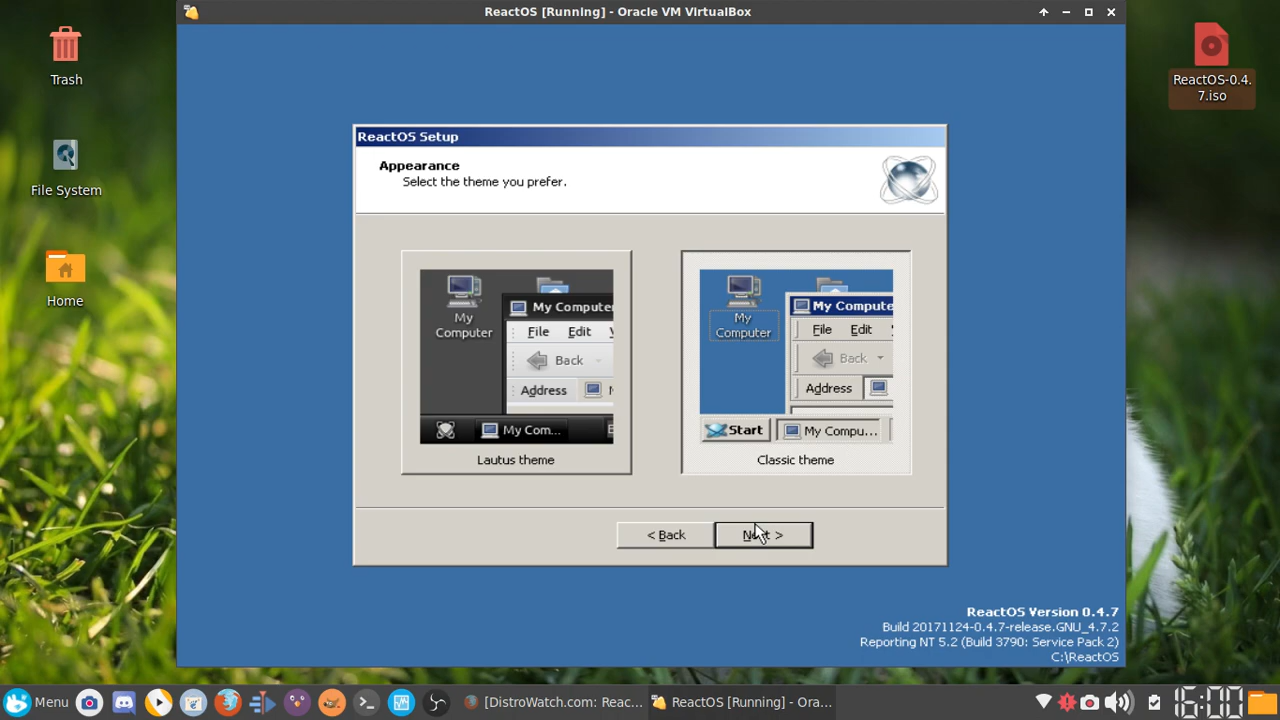 ReactOS [Running] - Oracle VM VirtualBox
Trash
File System
Home
ReactOS-0.4.
7.iso
ReactOS Setup
Appearance
Select the theme you prefer.
My
Computer
My Computer
File Edit
Back
Address
My Com...
Lautus theme
My
Computer
My Compute
File Edit
Back
Address
Start
My Compu...
Classic theme
< Back
Next >
ReactOS Version 0.4.7
Build 20171124-0.4.7-release.GNU_4.7.2
Reporting NT 5.2 (Build 3790: Service Pack 2)
C:\ReactOS
Menu
[DistroWatch.com: Reac...
ReactOS [Running] - Ora...
16:00